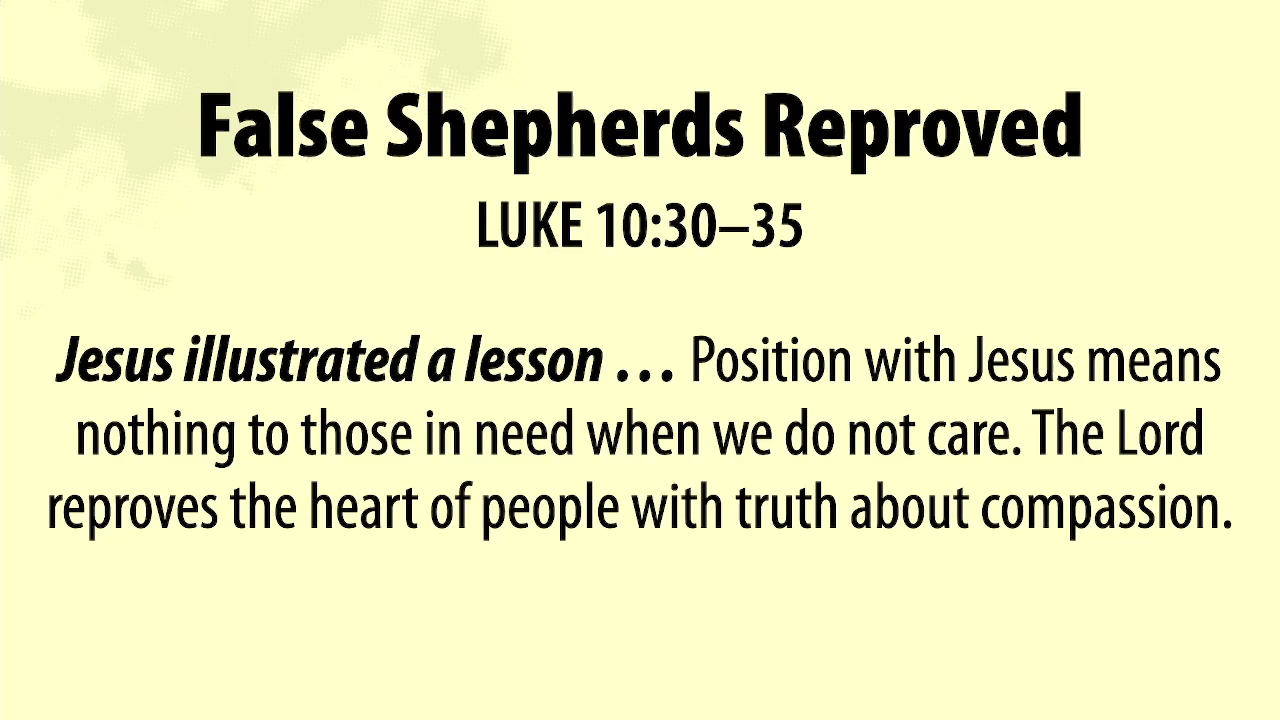 False Shepherds Reproved
LUKE 10:30–35
Jesus illustrated a lesson … Position with Jesus means
nothing to those in need when we do not care. The Lord
reproves the heart of people with truth about compassion.